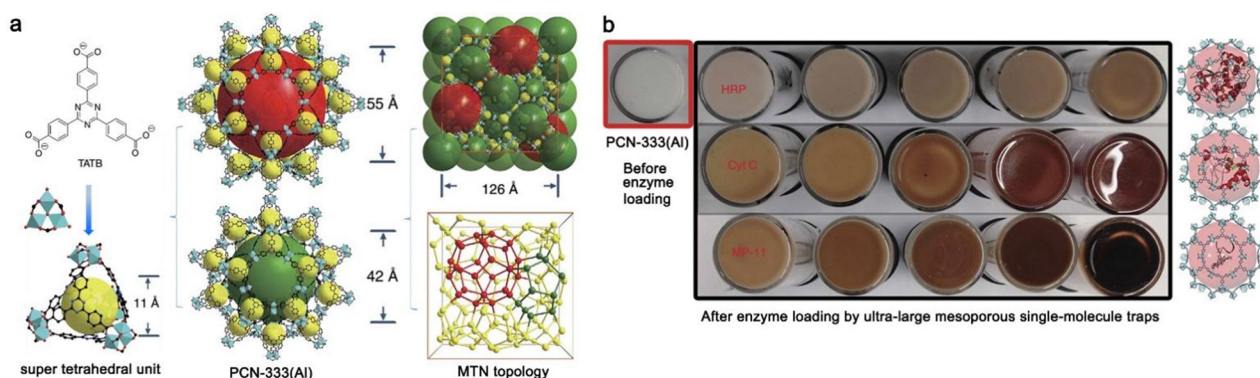 a
TATB
11 Å
super tetrahedral unit
55 Å
42 Å
PCN-333(Al)
126 Å
MTN topology
b
PCN-333(Al)
Before
enzyme
loading
HRP
Cyt C
MP-11
After enzyme loading by ultra-large mesoporous single-molecule traps